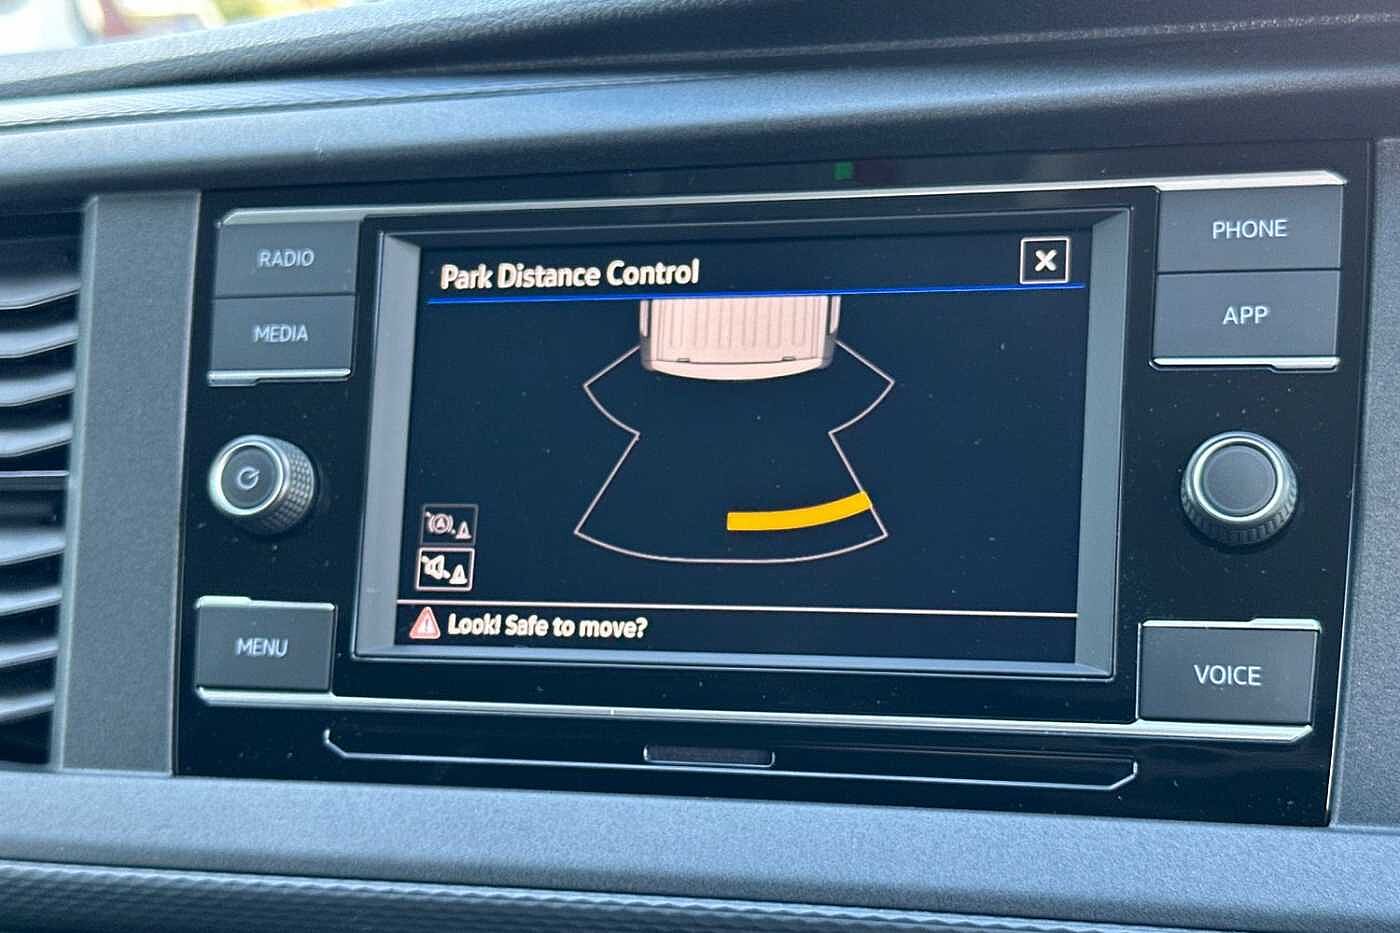 RADIO
MEDIA
MENU
Park Distance Control
Look! Safe to move?
PHONE
APP
VOICE